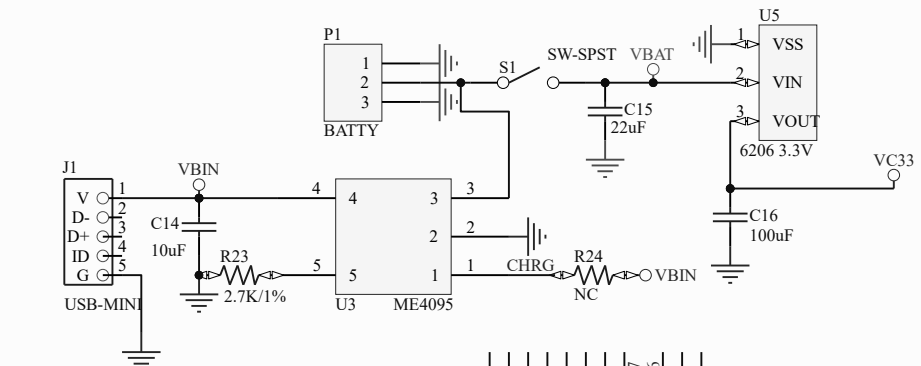 U5
P1
1 VSS
SW-SPST
VBAT
S1
1
2
2 VIN
3
C15
22uF
3 VOUT
BATTY
6206 3.3V
VC33
J1
VBIN
V 1
4 4
3 3
D- 2
C14
C16
D+ 3
2 2
10uF
100uF
ID 4
R23
CHRG
R24
G 5
5 5
1 1
VBIN
2.7K/1%
NC
USB-MINI
U3
ME4095